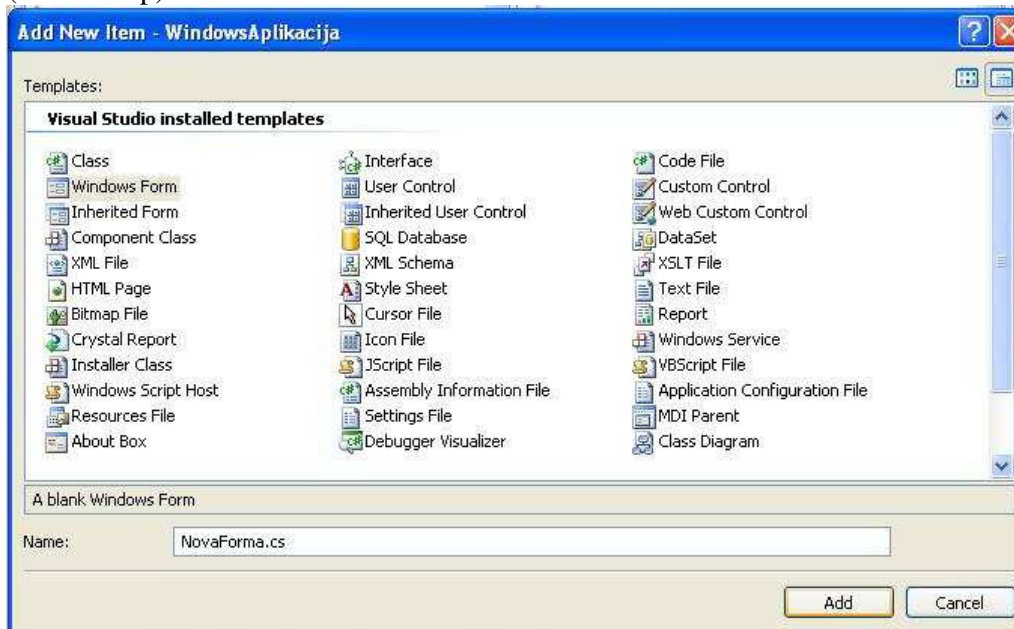 Add New Item - WindowsAplikacija
Templates:
Visual Studio installed templates
Class Interface Code File
Windows Form User Control Custom Control
Inherited Form Inherited User Control Web Custom Control
Component Class SQL Database DataSet
XML File XML Schema XSLT File
HTML Page Style Sheet Text File
Bitmap File Cursor File Report
Crystal Report Icon File Windows Service
Installer Class JScript File VBScript File
Windows Script Host Assembly Information File Application Configuration File
Resources File Settings File MDI Parent
About Box Debugger Visualizer Class Diagram
A blank Windows Form
Name: NovaForma.cs
Add Cancel